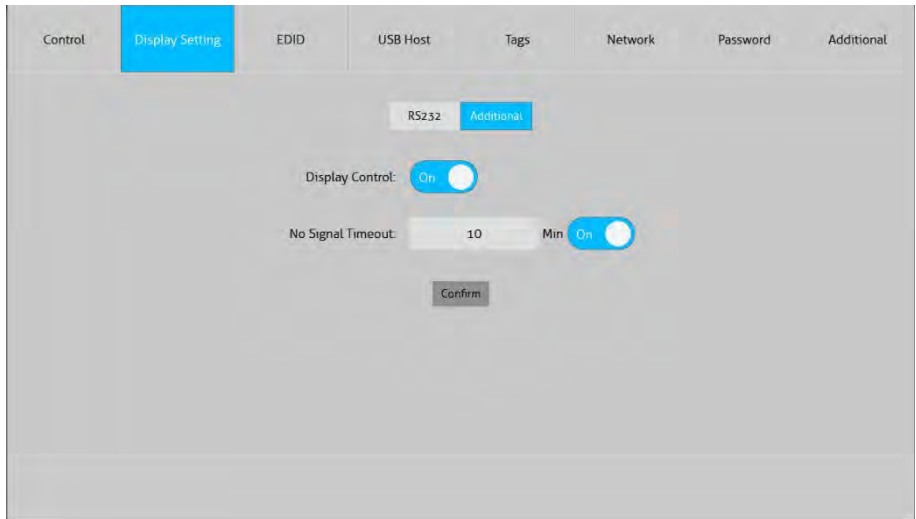 Control Display Setting EDID USB Host Tags Network Password Additional
RS232 Additional
Display Control: On
No Signal Timeout: 10 Min On
Confirm